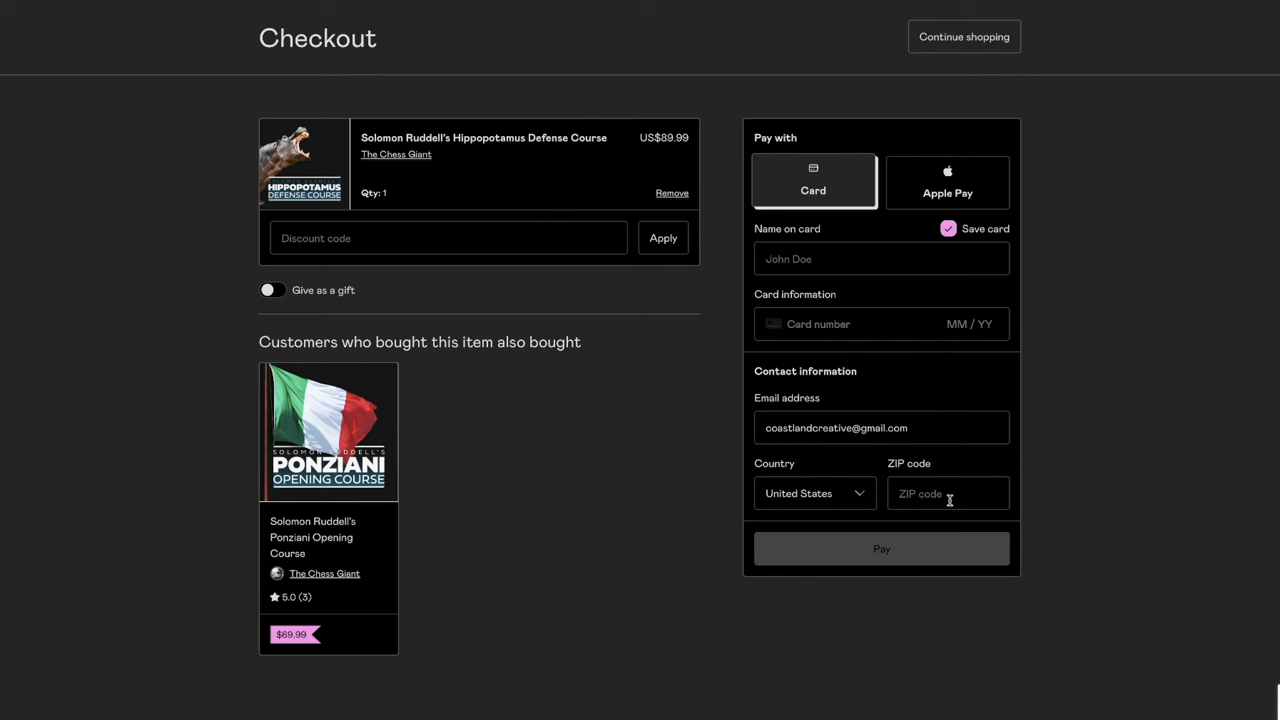 Checkout
Continue shopping
Solomon Ruddell's Hippopotamus Defense Course
US$89.99
The Chess Giant
Qty: 1
Remove
SOLOMON RUDDELL'S
HIPPOPOTAMUS
DEFENSE COURSE
Discount code
Apply
Give as a gift
Customers who bought this item also bought
SOLOMON RUDDELL'S
PONZIANI
OPENING COURSE
Solomon Ruddell's
Ponziani Opening
Course
The Chess Giant
5.0 (3)
$69.99
Pay with
Card
Apple Pay
Name on card
Save card
John Doe
Card information
Card number
MM / YY
Contact information
Email address
coastlandcreative@gmail.com
Country
ZIP code
United States
ZIP code
Pay